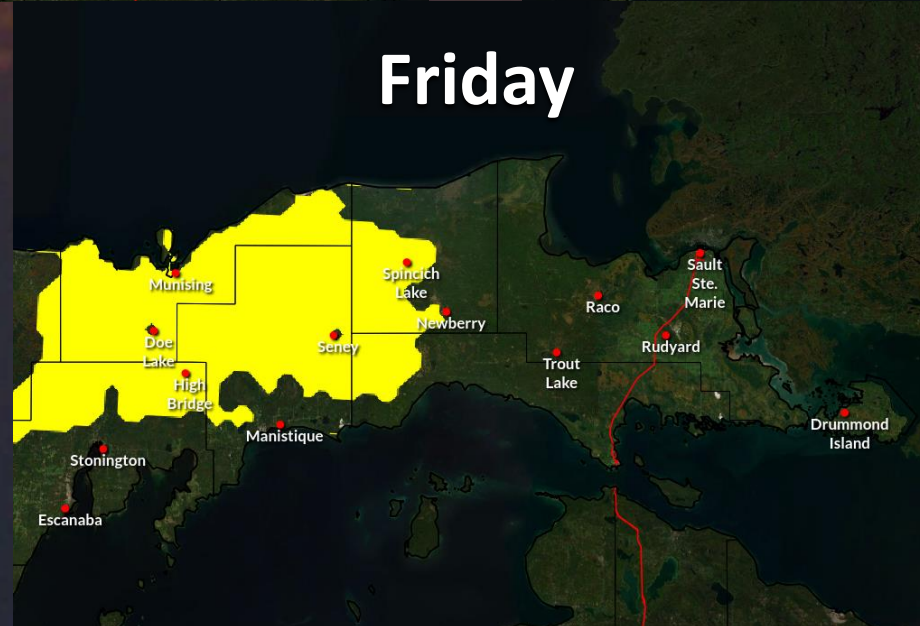 Friday
Munising
Spincich
Lake
Newberry
Doe
Lake
Seney
High
Bridge
Manistique
Stonington
Escanaba
Sault
Ste.
Marie
Raco
Rudyard
Trout
Lake
Drummond
Island